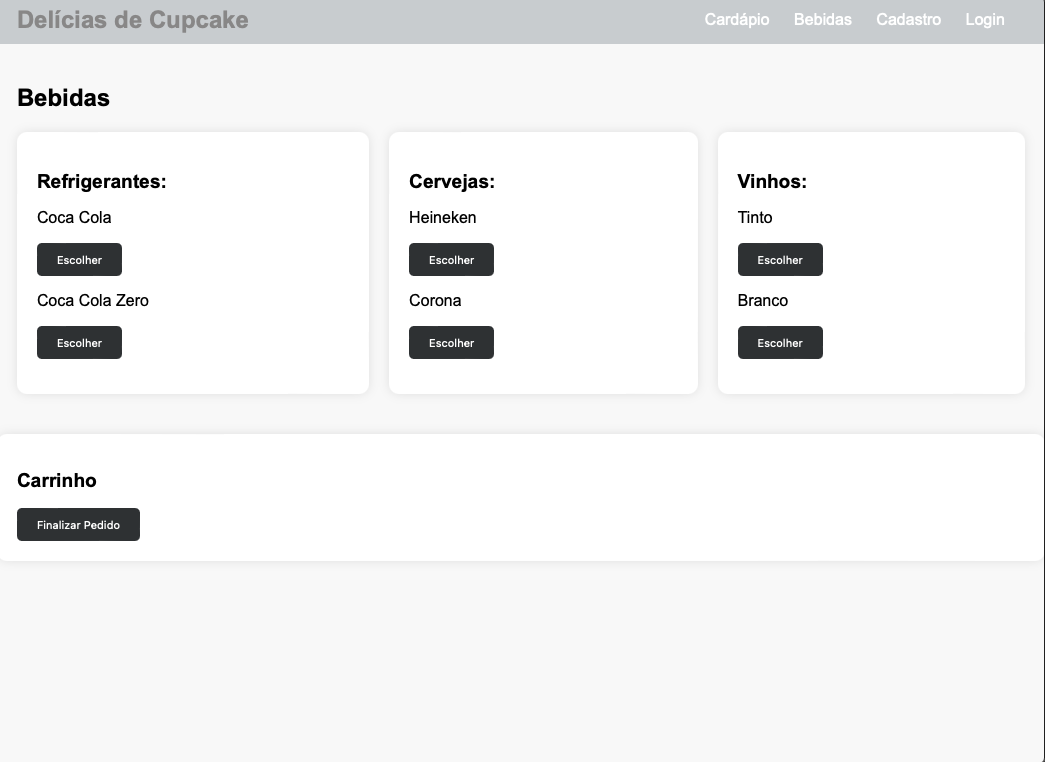 Delícias de Cupcake
Cardápio Bebidas Cadastro Login
Bebidas
Refrigerantes:
Coca Cola
Escolher
Coca Cola Zero
Escolher
Cervejas:
Heineken
Escolher
Corona
Escolher
Vinhos:
Tinto
Escolher
Branco
Escolher
Carrinho
Finalizar Pedido